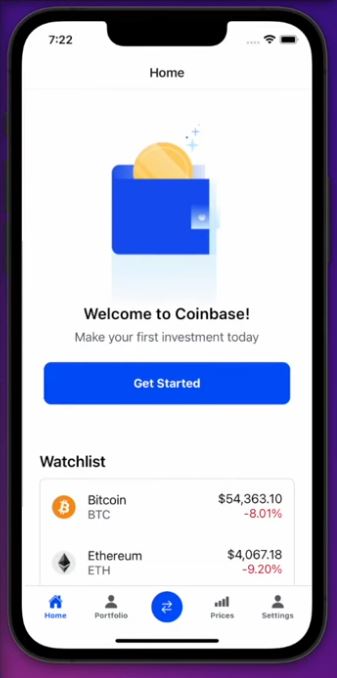 7:22
Home
Welcome to Coinbase!
Make your first investment today
Get Started
Watchlist
Bitcoin
$54,363.10
BTC
-8.01%
Ethereum
$4,067.18
ETH
-9.20%
Home
Portfolio
Prices
Settings